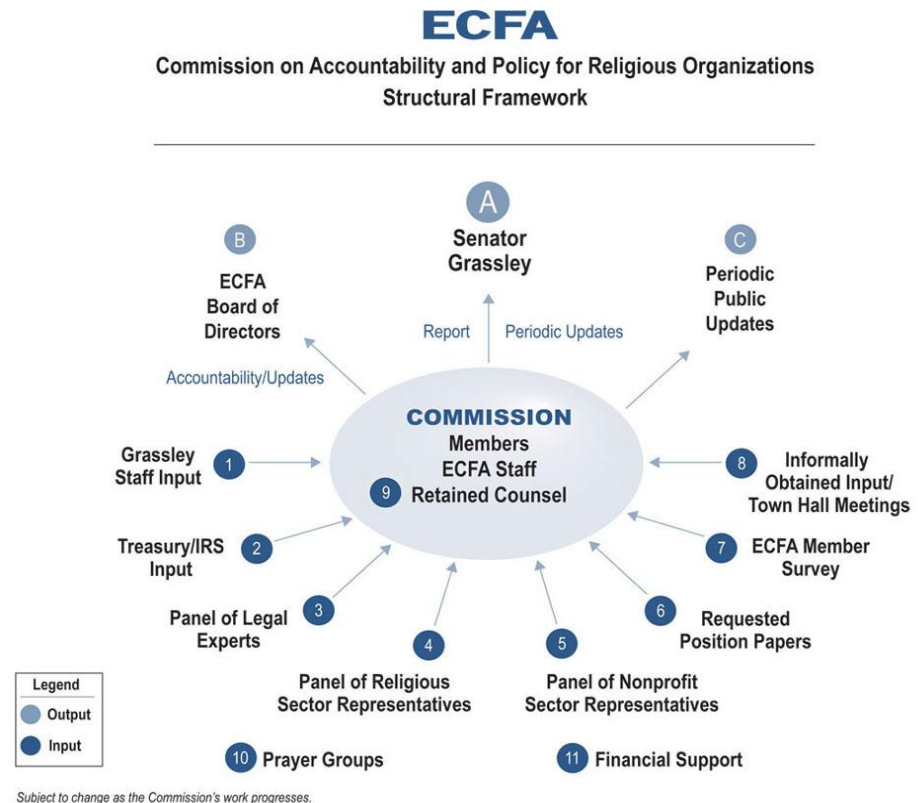 ECFA
Commission on Accountability and Policy for Religious Organizations
Structural Framework
A
Senator
Grassley
B
ECFA
Board of
Directors
C
Periodic
Public
Updates
Report
Periodic Updates
Accountability/Updates
COMMISSION
Members
ECFA Staff
9 Retained Counsel
Grassley
Staff Input
1
8
Informally
Obtained Input/
Town Hall Meetings
Treasury/IRS
Input
2
7
ECFA Member
Survey
Panel of Legal
Experts
3
6
Requested
Position Papers
4
Panel of Religious
Sector Representatives
5
Panel of Nonprofit
Sector Representatives
Legend
Output
Input
10 Prayer Groups
11 Financial Support
Subject to change as the Commission's work progresses.